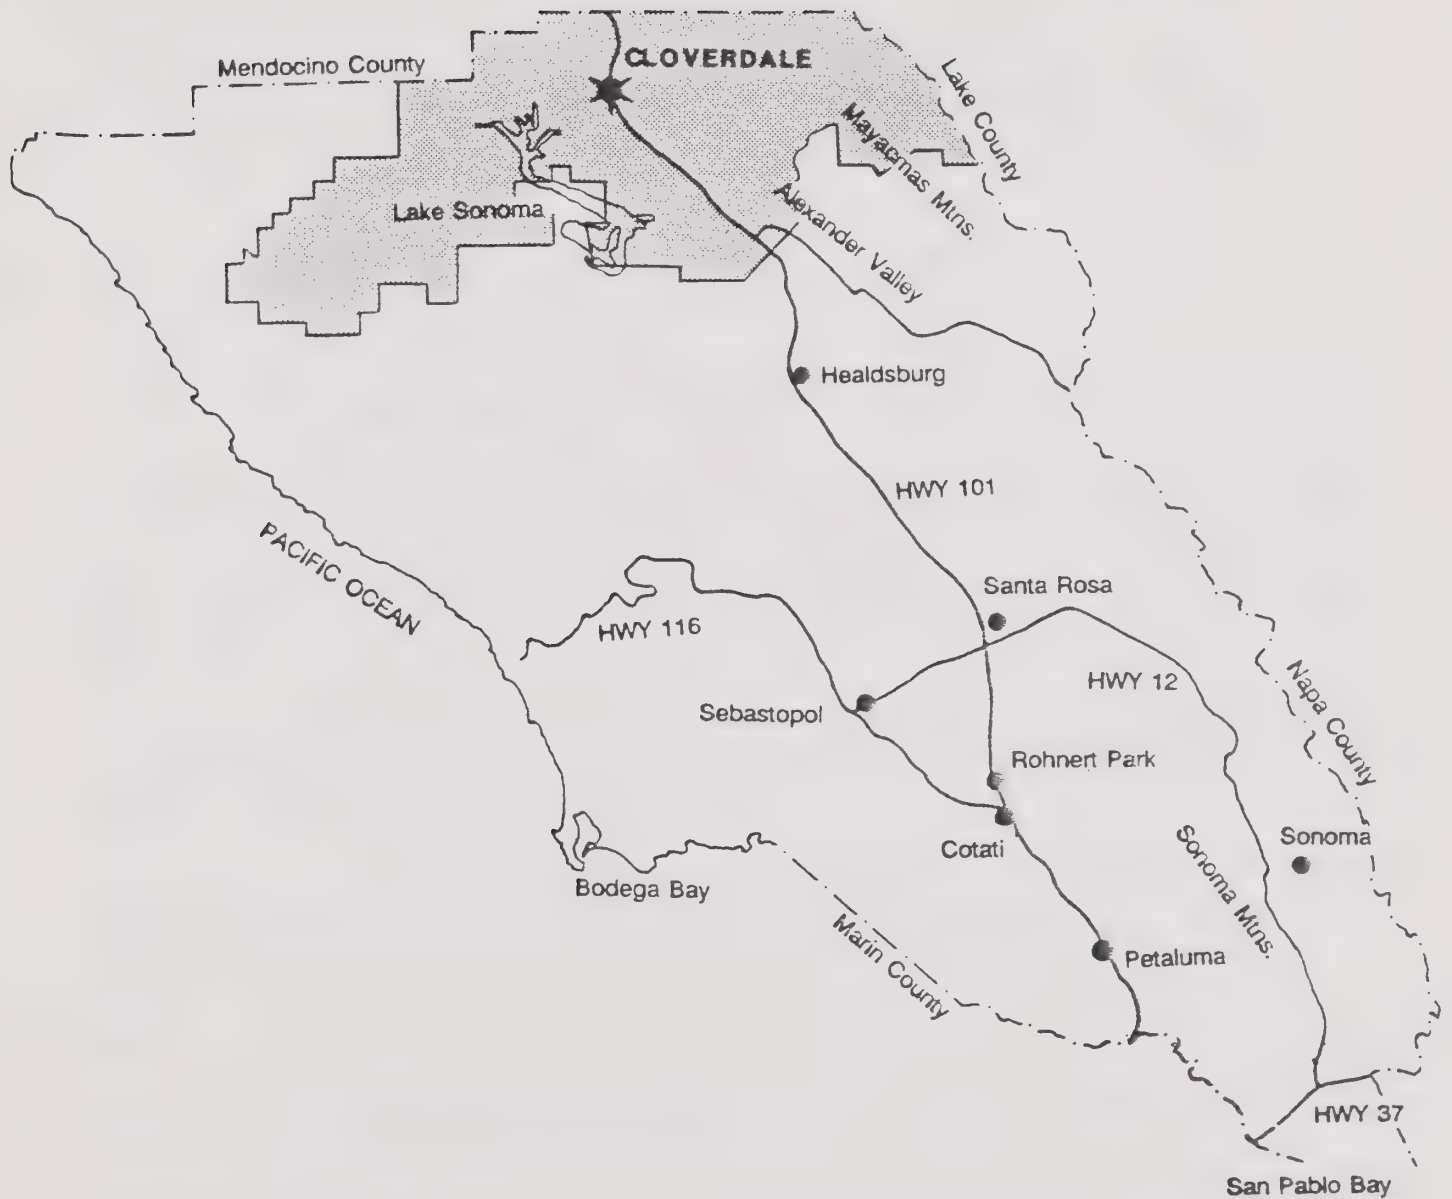 Mendocino County
CLOVERDALE
Lake County
Mayacmas Mtns.
Lake Sonoma
Alexander Valley
Healdsburg
HWY 101
PACIFIC OCEAN
Santa Rosa
HWY 116
HWY 12
Napa County
Sebastopol
Rohnert Park
Sonoma
Cotati
Sonoma Mtns.
Bodega Bay
Marin County
Petaluma
HWY 37
San Pablo Bay